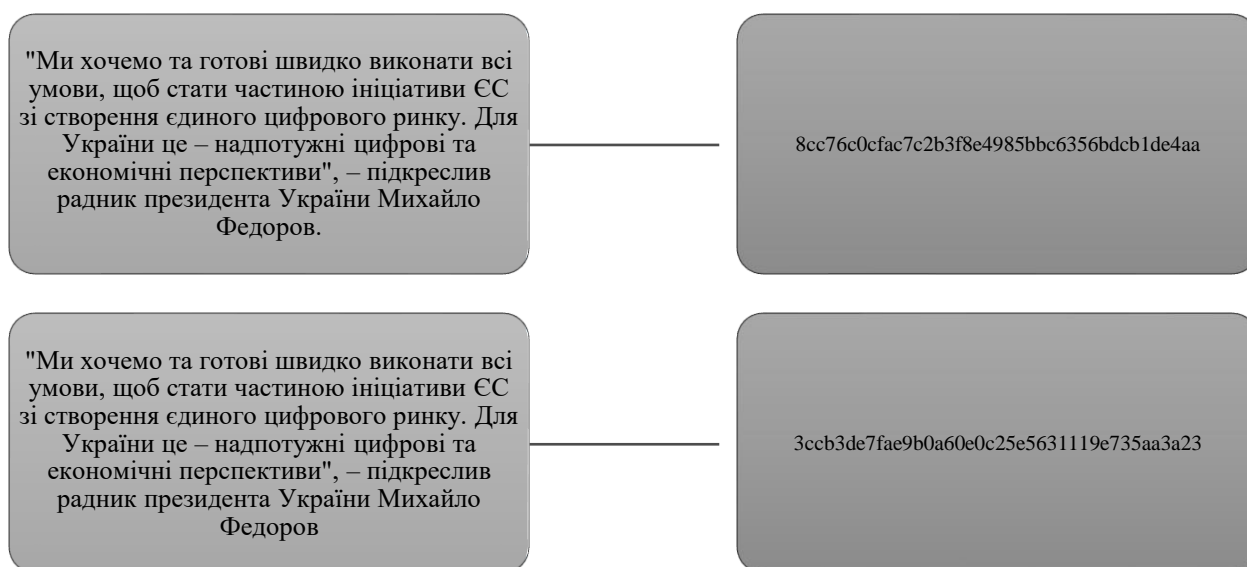 "Ми хочемо та готові швидко виконати всі
умови, щоб стати частиною ініціативи ЄС
зі створення єдиного цифрового ринку. Для
України це – надпотужні цифрові та
економічні перспективи", – підкреслив
радник президента України Михайло
Федоров.
8cc76c0cfac7c2b3f8e4985bbc6356bdcb1de4aa
"Ми хочемо та готові швидко виконати всі
умови, щоб стати частиною ініціативи ЄС
зі створення єдиного цифрового ринку. Для
України це – надпотужні цифрові та
економічні перспективи", – підкреслив
радник президента України Михайло
Федоров
3ccb3de7fae9b0a60e0c25e5631119e735aa3a23